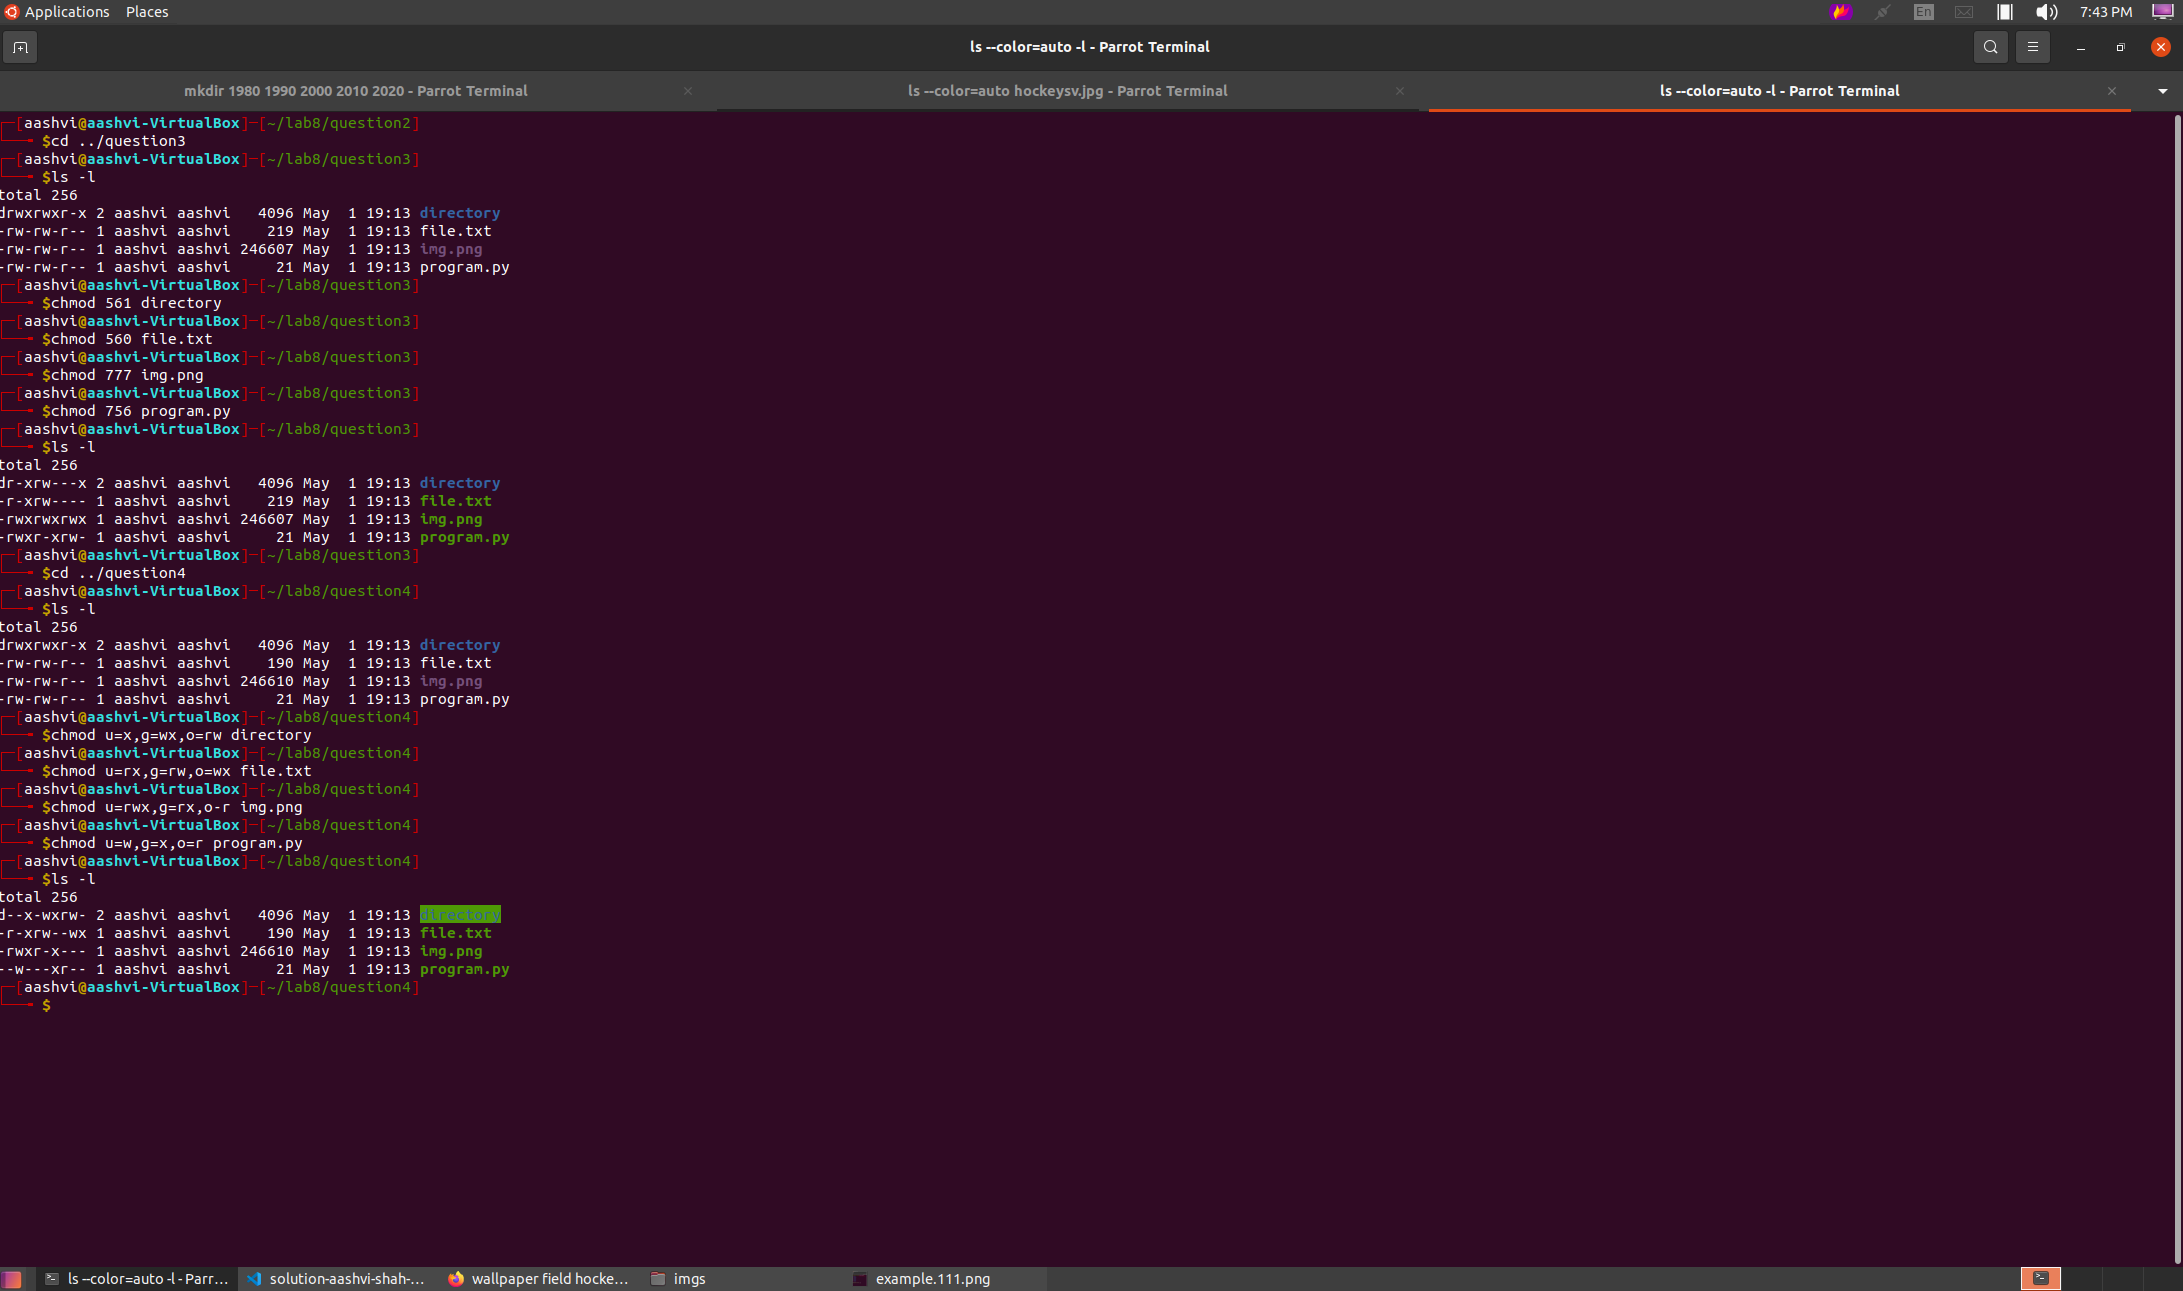 Applications Places En 7:43 PM
ls --color=auto -l - Parrot Terminal
mkdir 1980 1990 2000 2010 2020 - Parrot Terminal × ls --color=auto hockeysv.jpg - Parrot Terminal × ls --color=auto -l - Parrot Terminal ×
[aashvi@aashvi-VirtualBox]-[~/lab8/question2]
$cd ../question3
[aashvi@aashvi-VirtualBox]-[~/lab8/question3]
$ls -l
total 256
drwxrwxr-x 2 aashvi aashvi   4096 May  1 19:13 directory
-rw-rw-r-- 1 aashvi aashvi    219 May  1 19:13 file.txt
-rw-rw-r-- 1 aashvi aashvi 246607 May  1 19:13 img.png
-rw-rw-r-- 1 aashvi aashvi     21 May  1 19:13 program.py
[aashvi@aashvi-VirtualBox]-[~/lab8/question3]
$chmod 561 directory
[aashvi@aashvi-VirtualBox]-[~/lab8/question3]
$chmod 560 file.txt
[aashvi@aashvi-VirtualBox]-[~/lab8/question3]
$chmod 777 img.png
[aashvi@aashvi-VirtualBox]-[~/lab8/question3]
$chmod 756 program.py
[aashvi@aashvi-VirtualBox]-[~/lab8/question3]
$ls -l
total 256
dr-xrw---x 2 aashvi aashvi   4096 May  1 19:13 directory
-r-xrw---- 1 aashvi aashvi    219 May  1 19:13 file.txt
-rwxrwxrwx 1 aashvi aashvi 246607 May  1 19:13 img.png
-rwxr-xrw- 1 aashvi aashvi     21 May  1 19:13 program.py
[aashvi@aashvi-VirtualBox]-[~/lab8/question3]
$cd ../question4
[aashvi@aashvi-VirtualBox]-[~/lab8/question4]
$ls -l
total 256
drwxrwxr-x 2 aashvi aashvi   4096 May  1 19:13 directory
-rw-rw-r-- 1 aashvi aashvi    190 May  1 19:13 file.txt
-rw-rw-r-- 1 aashvi aashvi 246610 May  1 19:13 img.png
-rw-rw-r-- 1 aashvi aashvi     21 May  1 19:13 program.py
[aashvi@aashvi-VirtualBox]-[~/lab8/question4]
$chmod u=x,g=wx,o=rw directory
[aashvi@aashvi-VirtualBox]-[~/lab8/question4]
$chmod u=rx,g=rw,o=wx file.txt
[aashvi@aashvi-VirtualBox]-[~/lab8/question4]
$chmod u=rwx,g=rx,o-r img.png
[aashvi@aashvi-VirtualBox]-[~/lab8/question4]
$chmod u=w,g=x,o=r program.py
[aashvi@aashvi-VirtualBox]-[~/lab8/question4]
$ls -l
total 256
d--x-wxrw- 2 aashvi aashvi   4096 May  1 19:13 directory
-r-xrw--wx 1 aashvi aashvi    190 May  1 19:13 file.txt
-rwxr-x--- 1 aashvi aashvi 246610 May  1 19:13 img.png
--w---xr-- 1 aashvi aashvi     21 May  1 19:13 program.py
[aashvi@aashvi-VirtualBox]-[~/lab8/question4]
$
ls --color=auto -l - Parr... solution-aashvi-shah-... wallpaper field hocke... imgs example.111.png